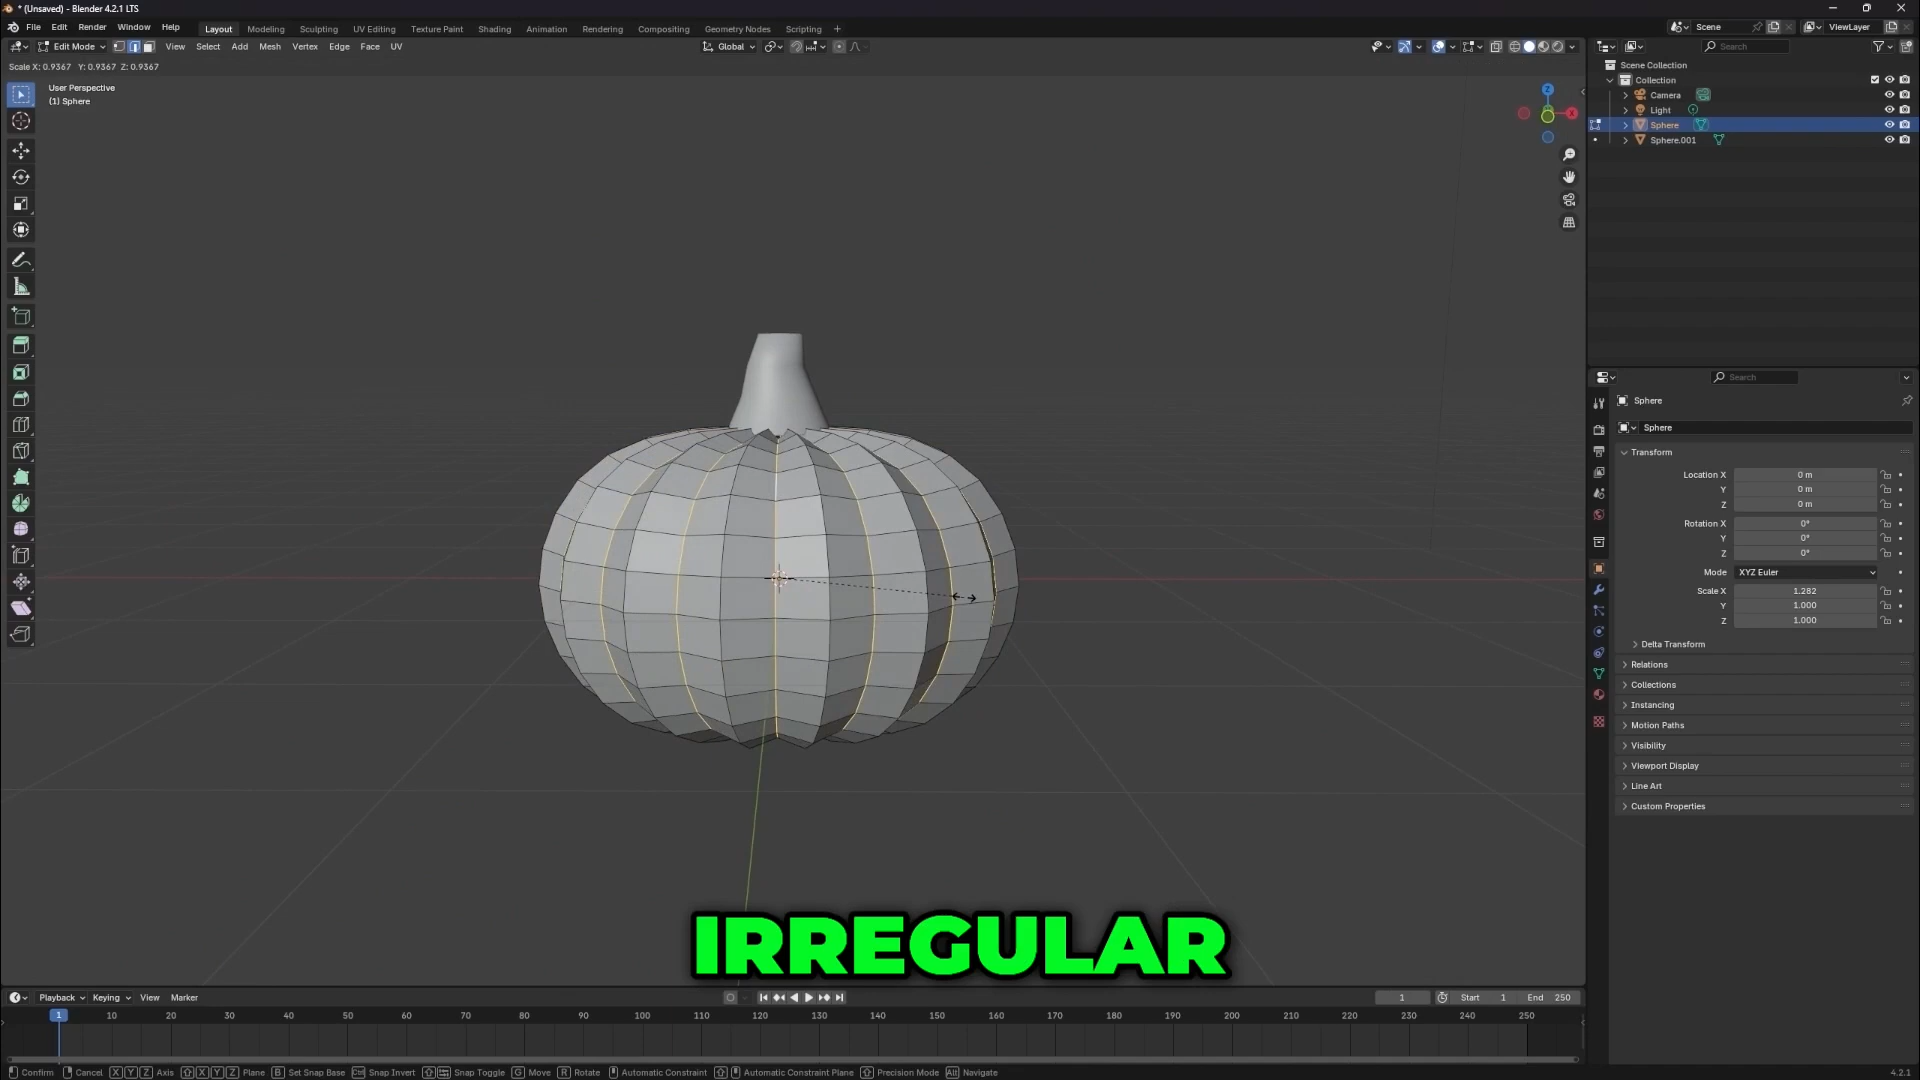 * (Unsaved) - Blender 4.2.1 LTS
File Edit Render Window Help Layout Modeling Sculpting UV Editing Texture Paint Shading Animation Rendering Compositing Geometry Nodes Scripting + Scene ViewLayer
Edit Mode View Select Add Mesh Vertex Edge Face UV Global Search
Scale X: 0.9367 Y: 0.9367 Z: 0.9367
User Perspective
(1) Sphere
Z
X
Scene Collection
Collection
Camera
Light
Sphere
Sphere.001
Search
Sphere
Sphere
Transform
Location X 0 m
Y 0 m
Z 0 m
Rotation X 0°
Y 0°
Z 0°
Mode XYZ Euler
Scale X 1.282
Y 1.000
Z 1.000
Delta Transform
Relations
Collections
Instancing
Motion Paths
Visibility
Viewport Display
Line Art
Custom Properties
IRREGULAR
Playback Keying View Marker 1 Start 1 End 250
1 10 20 30 40 50 60 70 80 90 100 110 120 130 140 150 160 170 180 190 200 210 220 230 240 250
Confirm Cancel X Y Z Axis X Y Z Plane B Set Snap Base Ctrl Snap Invert Snap Toggle G Move R Rotate Automatic Constraint Automatic Constraint Plane Precision Mode Alt Navigate 4.2.1